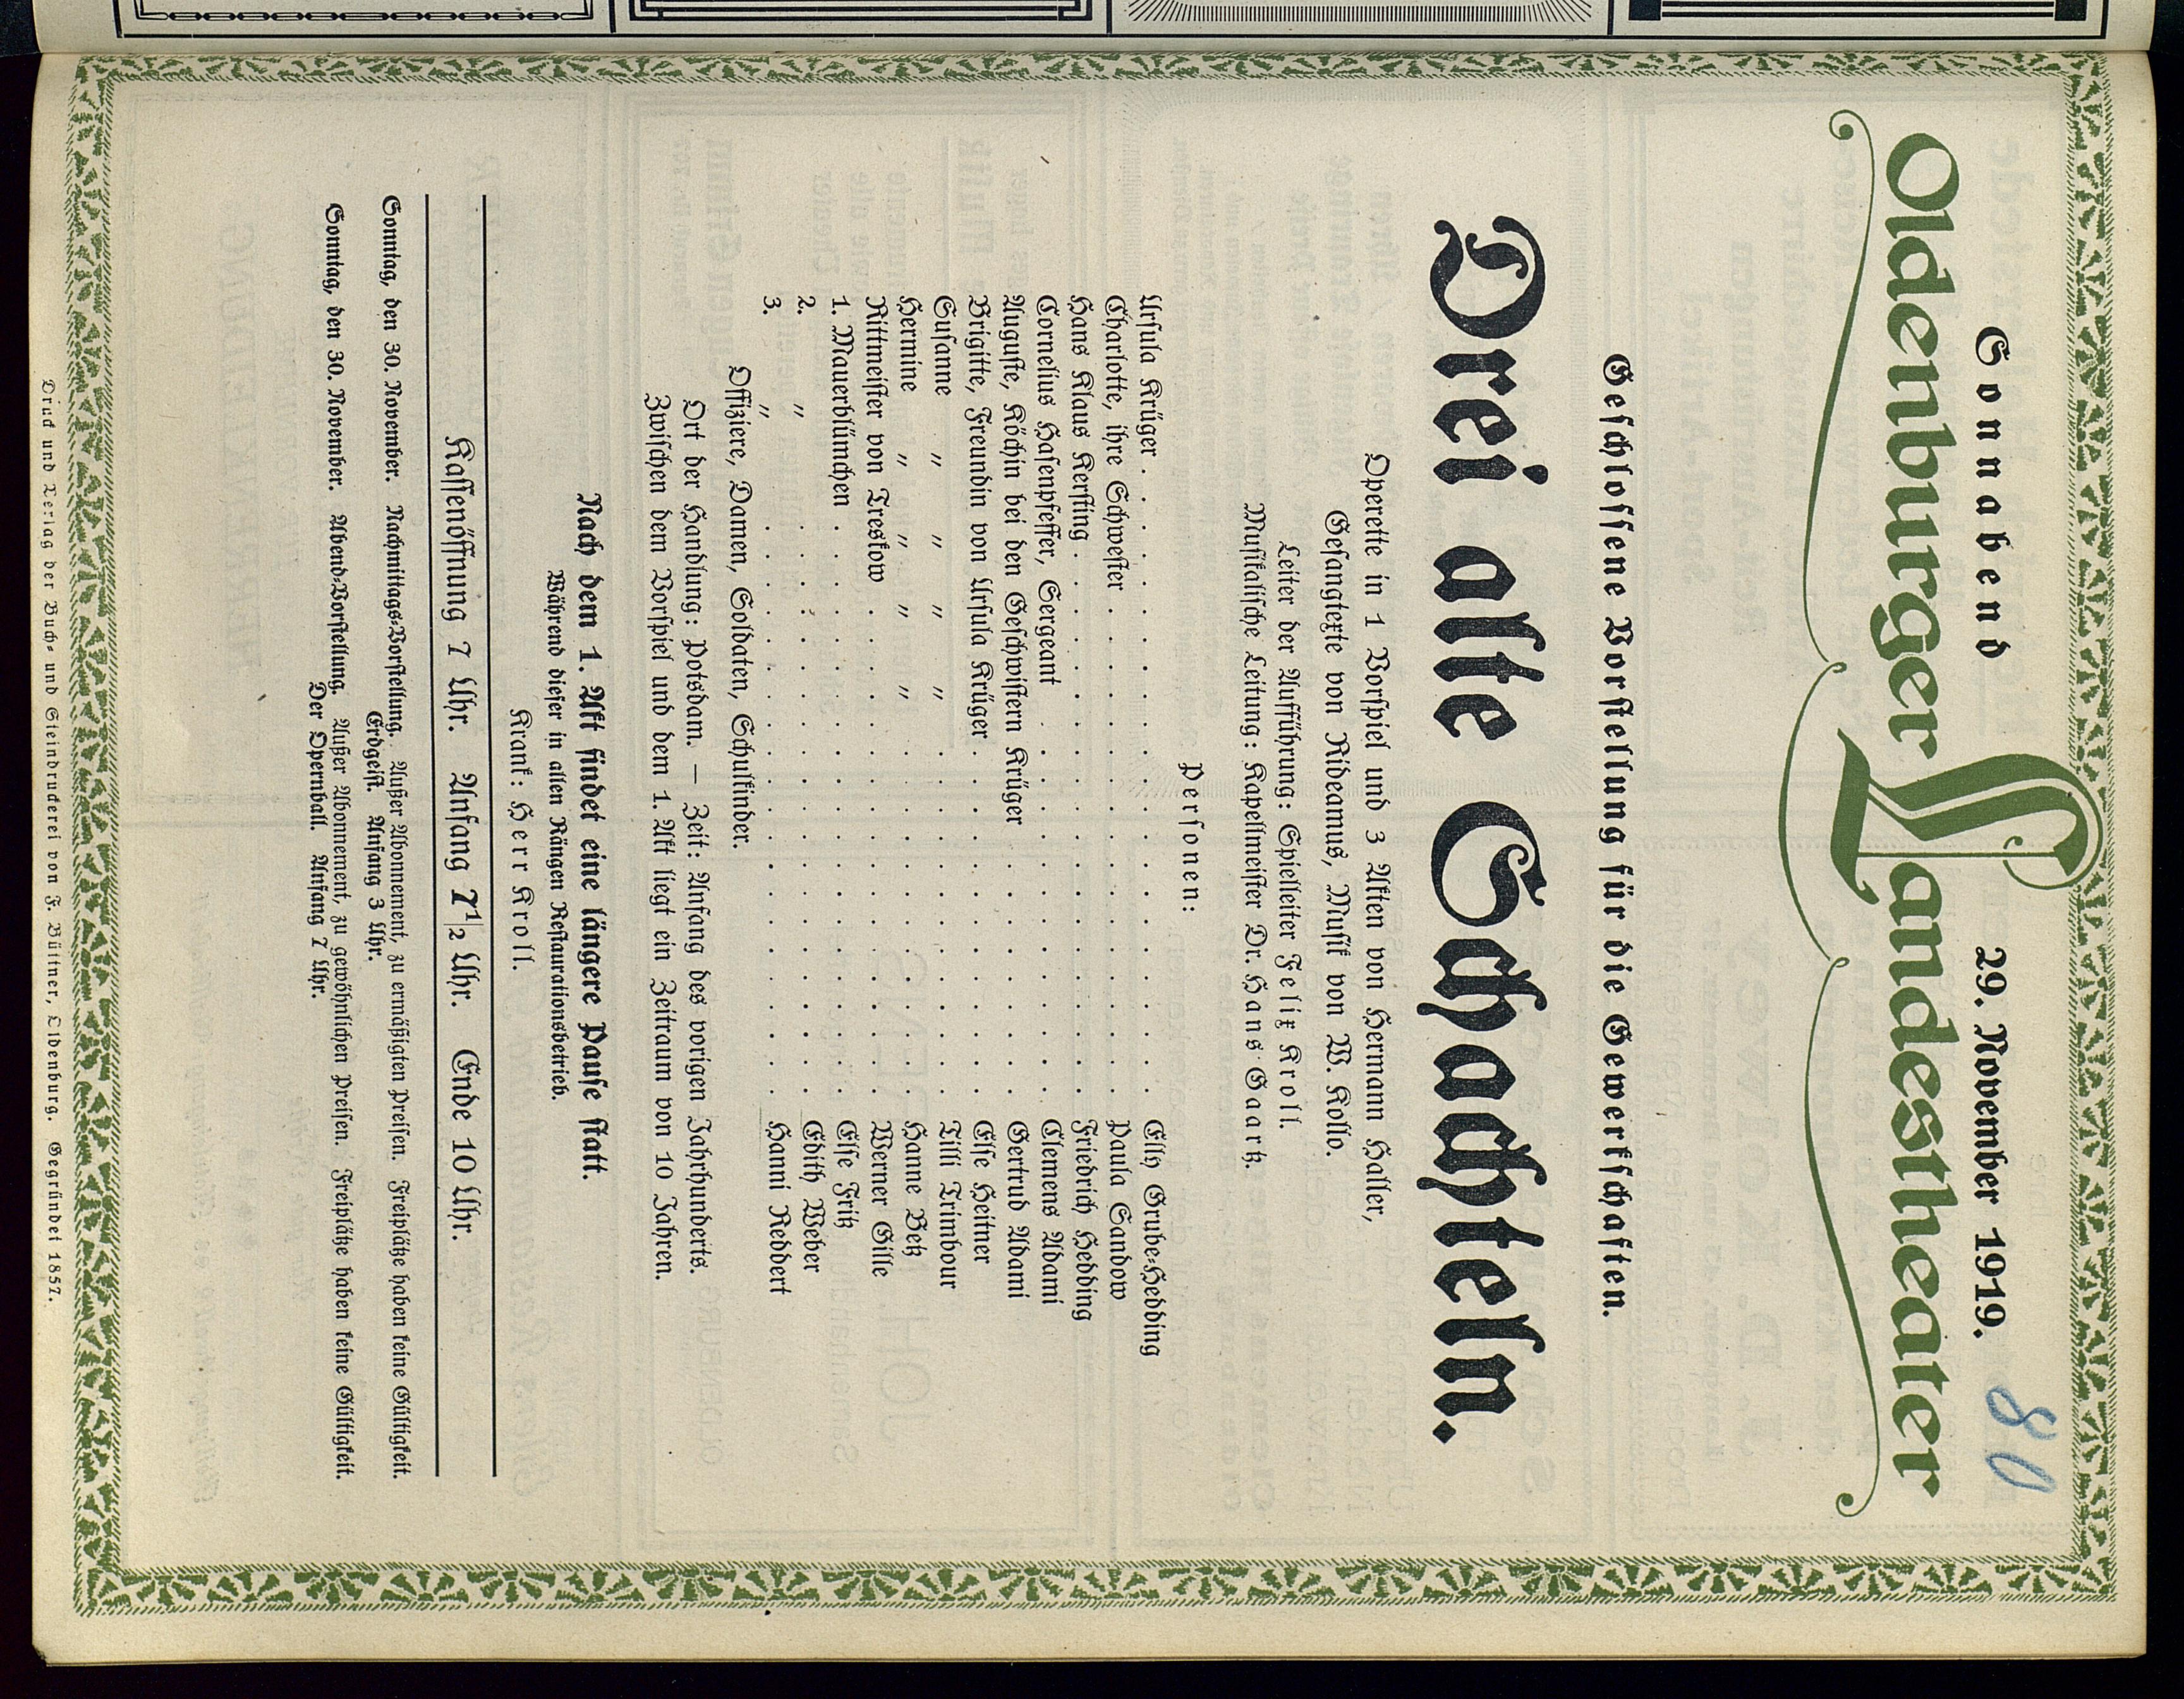 Sonnabend 29. November 1919. 80
Oldenburger Landestheater
Geschlossene Vorstellung für die Gewerkschaften.
Drei alte Schachteln.
Operette in 1 Vorspiel und 3 Akten von Hermann Haller,
Gesangtexte von Rideamus, Musik von W. Kollo.
Leiter der Aufführung: Spielleiter Felix Kroll.
Musikalische Leitung: Kapellmeister Dr. Hans Gaartz.
Personen:
Ursula Krüger . . . . . . . . . . Elly Grube-Hedding
Charlotte, ihre Schwester . . . . . . . . . . Paula Sandow
Hans Klaus Kersting . . . . . . . . . . Friedrich Hedding
Cornelius Hasenpfeffer, Sergeant . . . . . . . . . . Clemens Adami
Auguste, Köchin bei den Geschwistern Krüger . . . . . . . . . . Gertrud Adami
Brigitte, Freundin von Ursula Krüger . . . . . . . . . . Else Heitner
Susanne " " " " . . . . . . . . . . Tilli Trimbour
Hermine " " " " . . . . . . . . . . Hanne Betz
Rittmeister von Treskow . . . . . . . . . . Werner Gille
1. Mauerblümchen . . . . . . . . . . Else Fritz
2. " . . . . . . . . . . Edith Weber
3. " . . . . . . . . . . Hanni Reddert
Offiziere, Damen, Soldaten, Schulkinder.
Ort der Handlung: Potsdam. — Zeit: Anfang des vorigen Jahrhunderts.
Zwischen dem Vorspiel und dem 1. Akt liegt ein Zeitraum von 10 Jahren.
Nach dem 1. Akt findet eine längere Pause statt.
Während dieser in allen Rängen Restaurationsbetrieb.
Krank: Herr Kroll.
Kassenöffnung 7 Uhr. Anfang 7 1/2 Uhr. Ende 10 Uhr.
Sonntag, den 30. November. Nachmittags-Vorstellung. Außer Abonnement, zu ermäßigten Preisen. Freiplätze haben keine Gültigkeit.
Erdgeist. Anfang 3 Uhr.
Sonntag, den 30. November. Abend-Vorstellung. Außer Abonnement, zu gewöhnlichen Preisen. Freiplätze haben keine Gültigkeit.
Der Opernball. Anfang 7 Uhr.
Druck und Verlag der Buch- und Steindruckerei von F. Büttner, Oldenburg. Gegründet 1857.